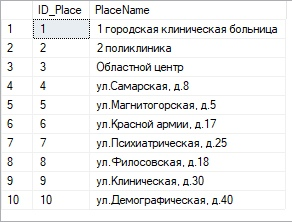 ID_Place PlaceName
1 1 1 городская клиническая больница
2 2 2 поликлиника
3 3 Областной центр
4 4 ул.Самарская, д.8
5 5 ул.Магнитогорская, д.5
6 6 ул.Красной армии, д.17
7 7 ул.Психиатрическая, д.25
8 8 ул.Филосовская, д.18
9 9 ул.Клиническая, д.30
10 10 ул.Демографическая, д.40